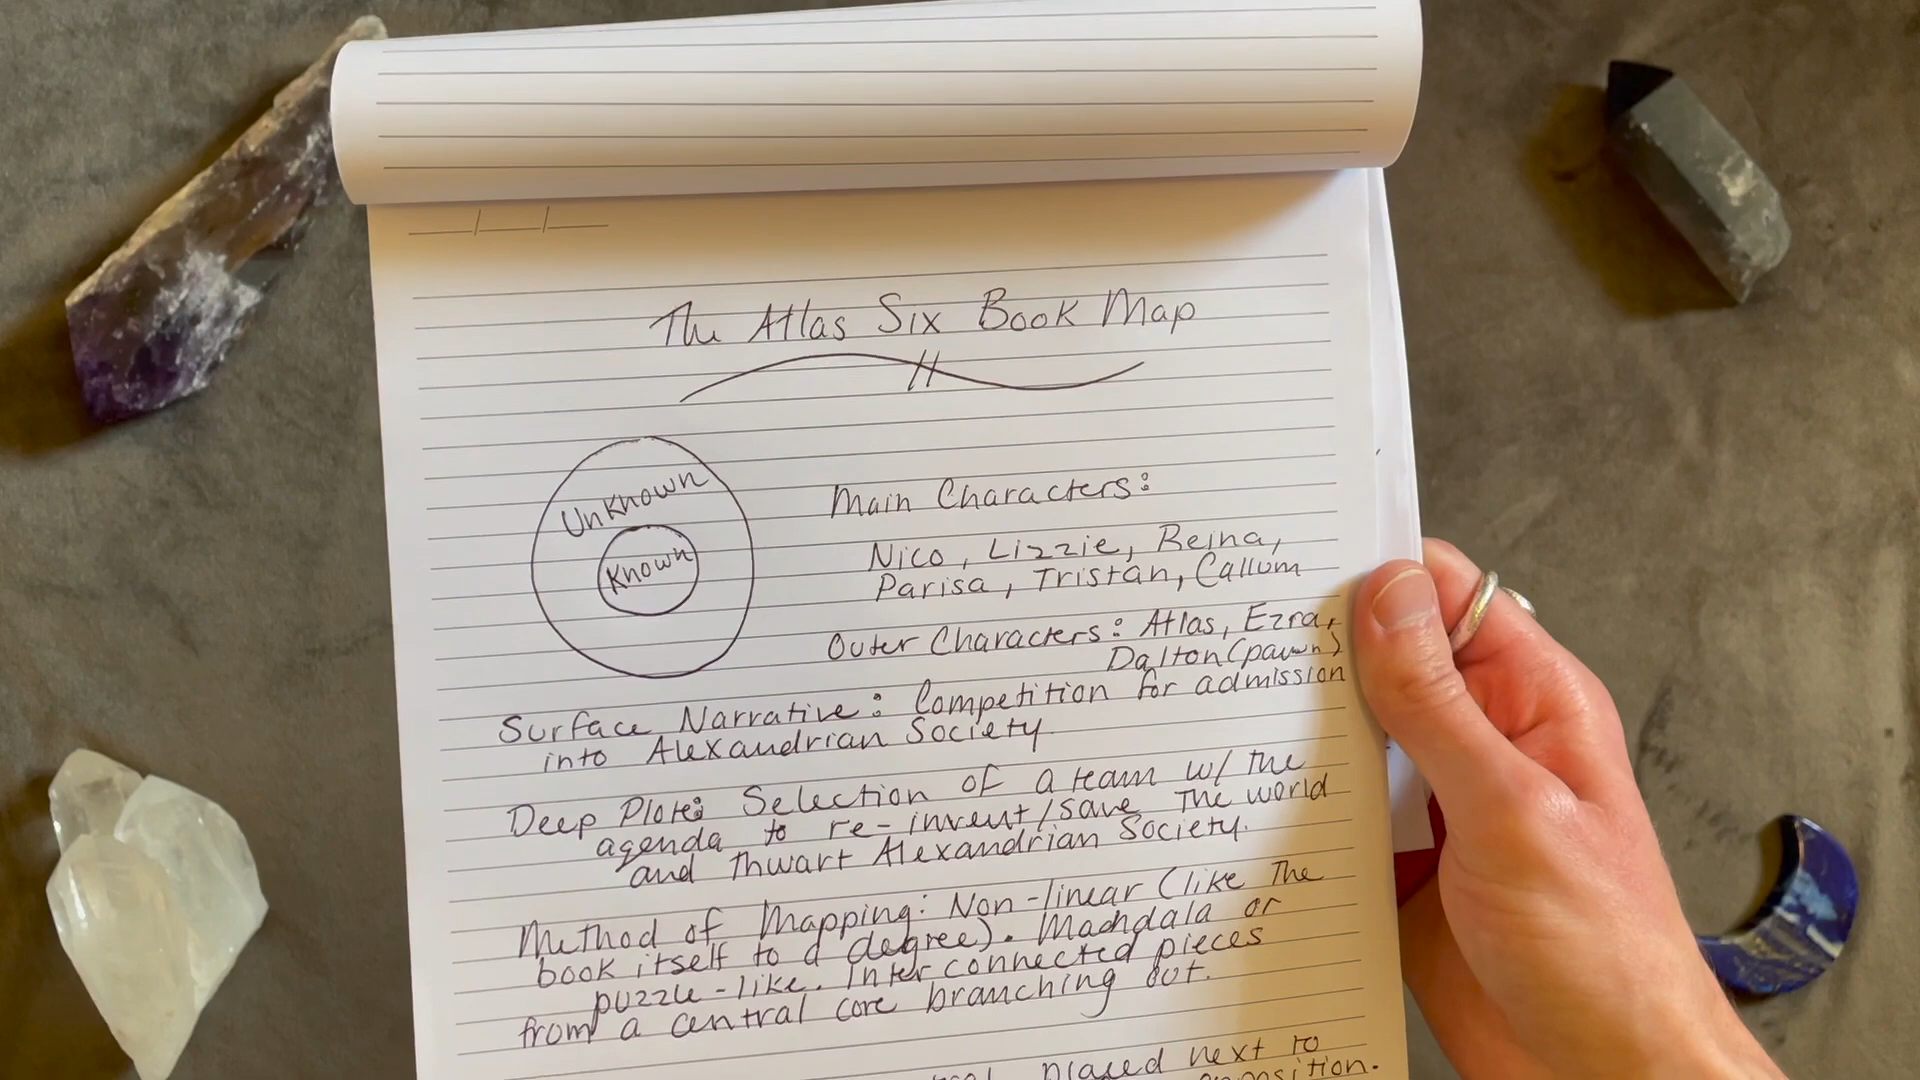 The Atlas Six Book Map
Unknown
Known
Main Characters:
Nico, Lizzie, Reina,
Parisa, Tristan, Callum
Outer Characters: Atlas, Ezra,
Dalton (pawn)
Surface Narrative: Competition for admission
into Alexandrian Society
Deep Plot: Selection of a team w/ the
agenda to re-invent/save the world
and thwart Alexandrian Society.
Method of Mapping: Non-linear (like the
book itself to a degree). Machdala or
puzzle-like. Interconnected pieces
from a central core branching out.
placed next to